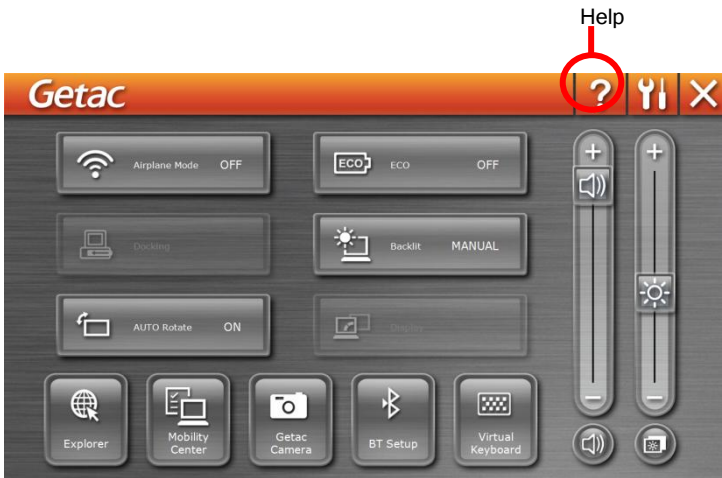 Help
Getac
?
Airplane Mode OFF
ECO ECO OFF
Docking
Backlit MANUAL
AUTO Rotate ON
Display
Explorer
Mobility
Center
Getac
Camera
BT Setup
Virtual
Keyboard